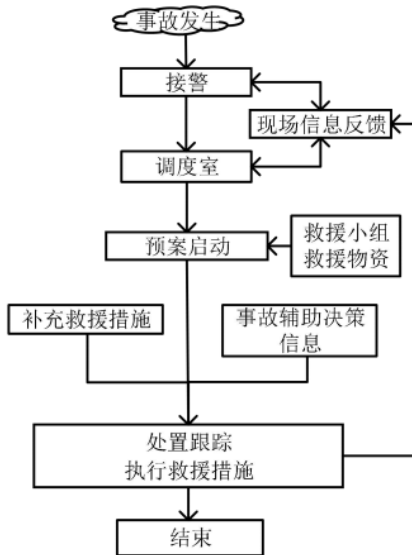 事故发生
接警
现场信息反馈
调度室
预案启动
救援小组
救援物资
补充救援措施
事故辅助决策
信息
处置跟踪
执行救援措施
结束